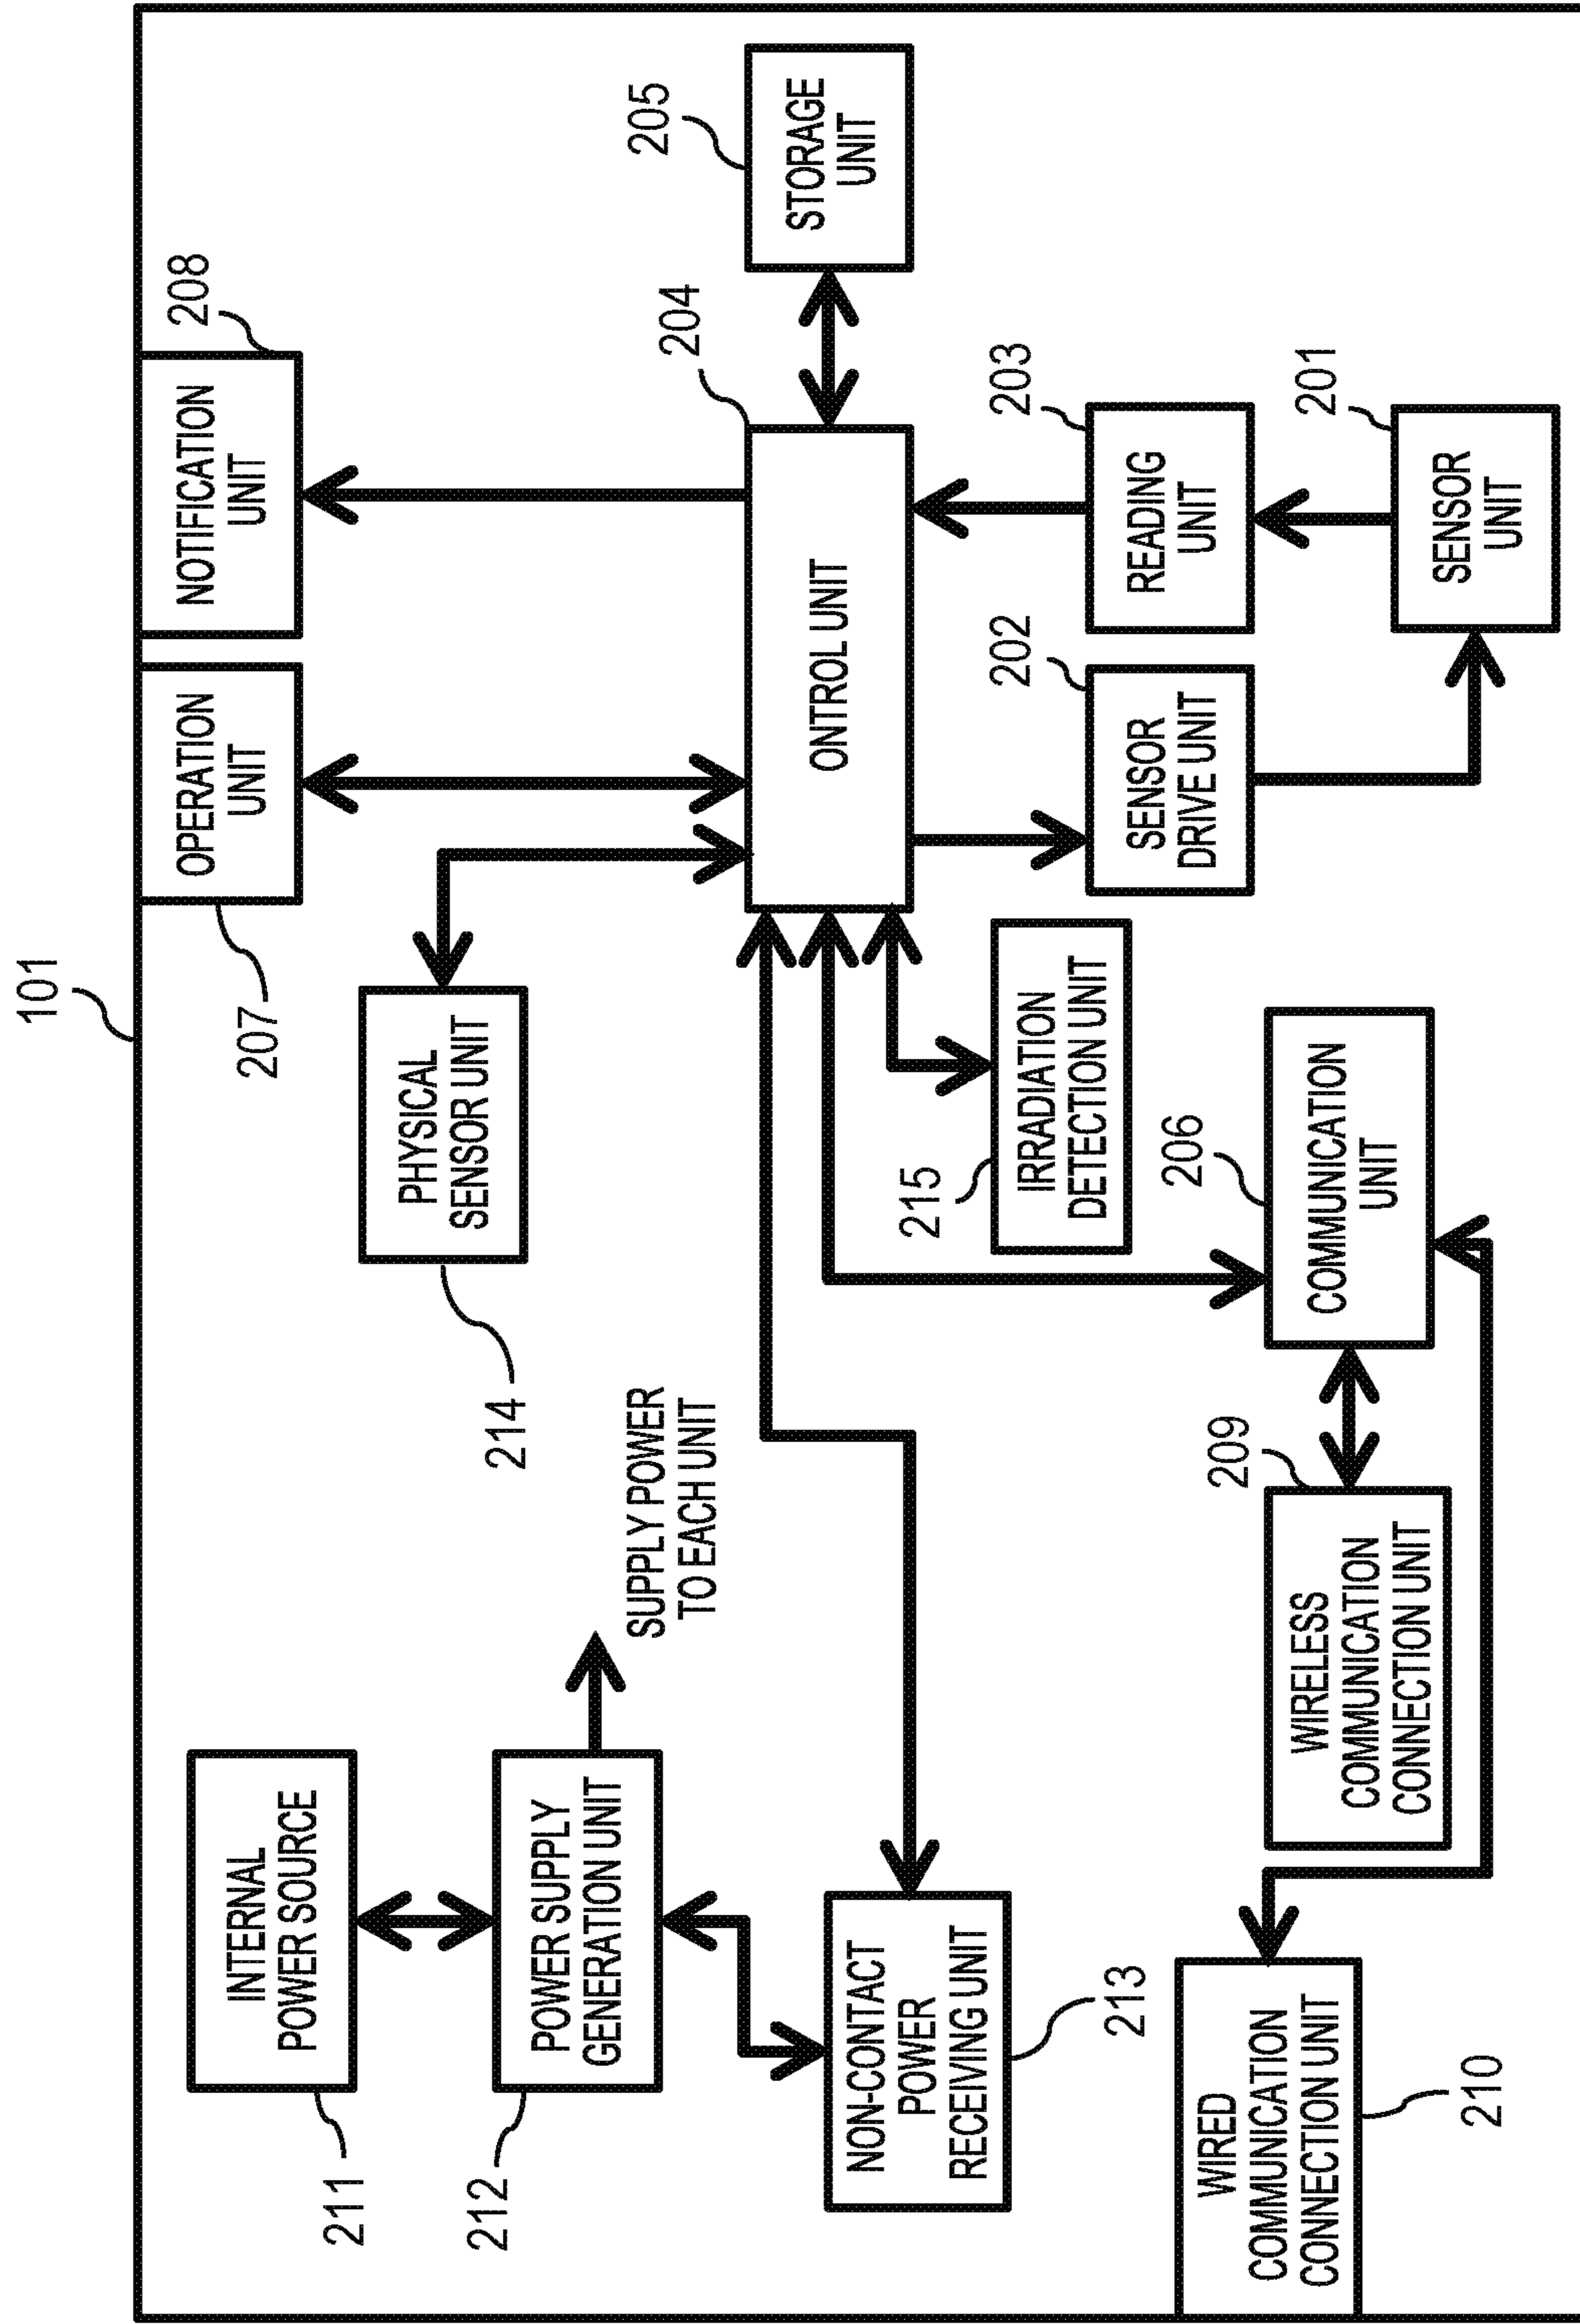 101
INTERNAL
POWER SOURCE
211
OPERATION
UNIT
207
NOTIFICATION
UNIT
208
POWER SUPPLY
GENERATION UNIT
212
PHYSICAL
SENSOR UNIT
214
SUPPLY POWER
TO EACH UNIT
NON-CONTACT
POWER
RECEIVING UNIT
213
ONTROL UNIT
204
STORAGE
UNIT
205
IRRADIATION
DETECTION UNIT
215
SENSOR
DRIVE UNIT
202
READING
UNIT
203
WIRED
COMMUNICATION
CONNECTION UNIT
210
WIRELESS
COMMUNICATION
CONNECTION UNIT
209
COMMUNICATION
UNIT
206
SENSOR
UNIT
201